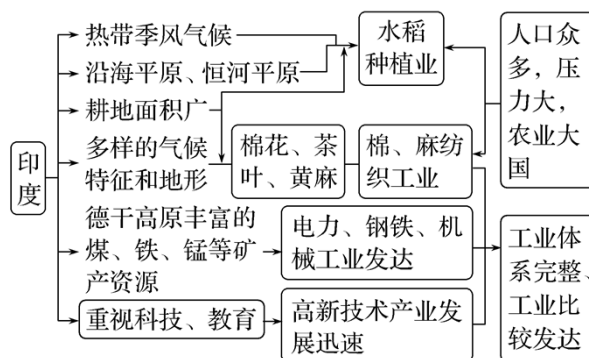 印度
热带季风气候
沿海平原、恒河平原
耕地面积广
多样的气候
特征和地形
德干高原丰富的
煤、铁、锰等矿
产资源
重视科技、教育
水稻
种植业
棉花、茶
叶、黄麻
棉、麻纺
织工业
电力、钢铁、机
械工业发达
高新技术产业发
展迅速
人口众
多，压
力大，
农业大
国
工业体
系完整、
工业比
较发达